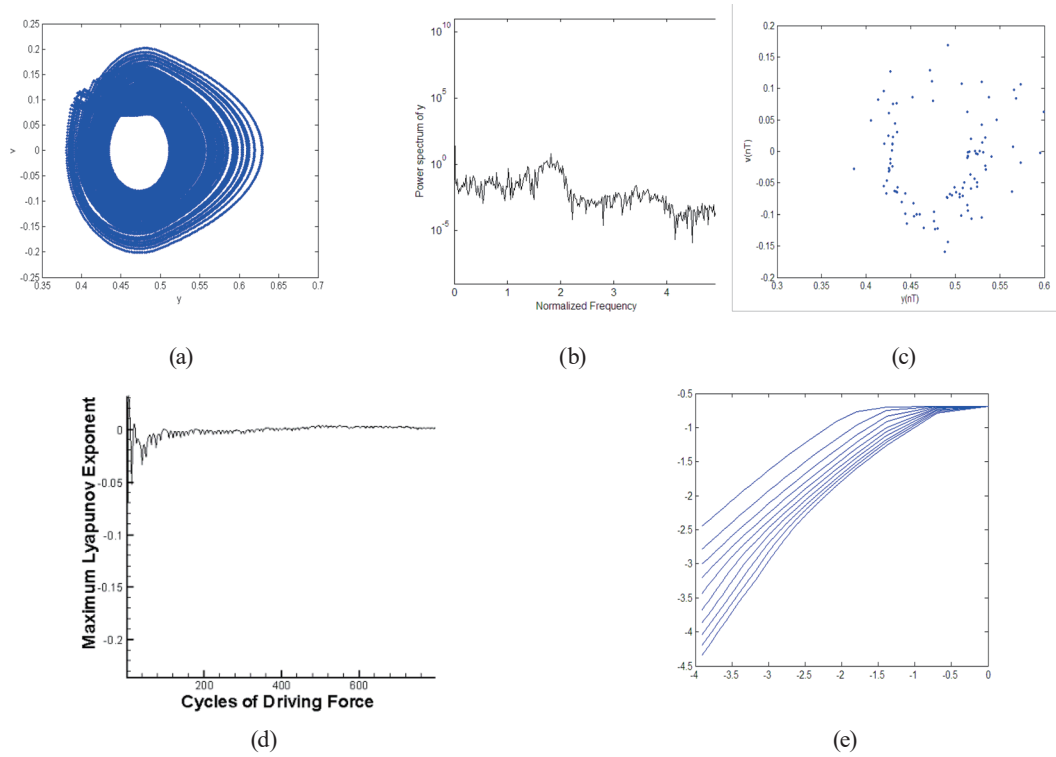 0.25
0.2
0.15
0.1
0.05
0
-0.05
-0.1
-0.15
-0.2
-0.25
v
0.35 0.4 0.45 0.5 0.55 0.6 0.65 0.7
y
(a)
10^10
10^5
10^0
10^-5
Power spectrum of y
0 1 2 3 4
Normalized Frequency
(b)
0.2
0.15
0.1
0.05
0
-0.05
-0.1
-0.15
-0.2
v(nT)
0.3 0.35 0.4 0.45 0.5 0.55 0.6
y(nT)
(c)
0
-0.05
-0.1
-0.15
-0.2
Maximum Lyapunov Exponent
200 400 600
Cycles of Driving Force
(d)
-0.5
-1
-1.5
-2
-2.5
-3
-3.5
-4
-4.5
-4 -3.5 -3 -2.5 -2 -1.5 -1 -0.5 0
(e)